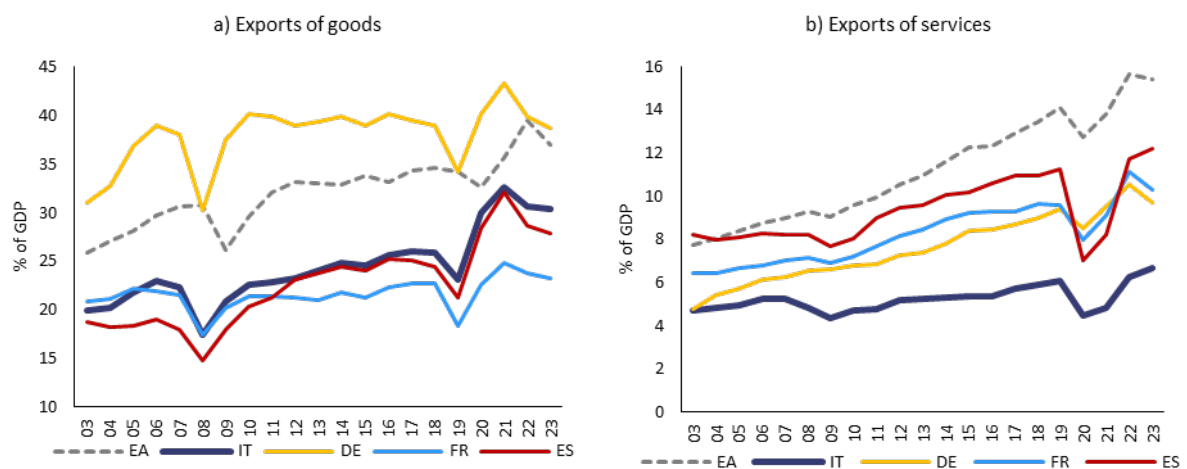 a) Exports of goods
% of GDP
45
40
35
30
25
20
15
10
03 04 05 06 07 08 09 10 11 12 13 14 15 16 17 18 19 20 21 22 23
EA IT DE FR ES
b) Exports of services
% of GDP
16
14
12
10
8
6
4
2
0
03 04 05 06 07 08 09 10 11 12 13 14 15 16 17 18 19 20 21 22 23
EA IT DE FR ES